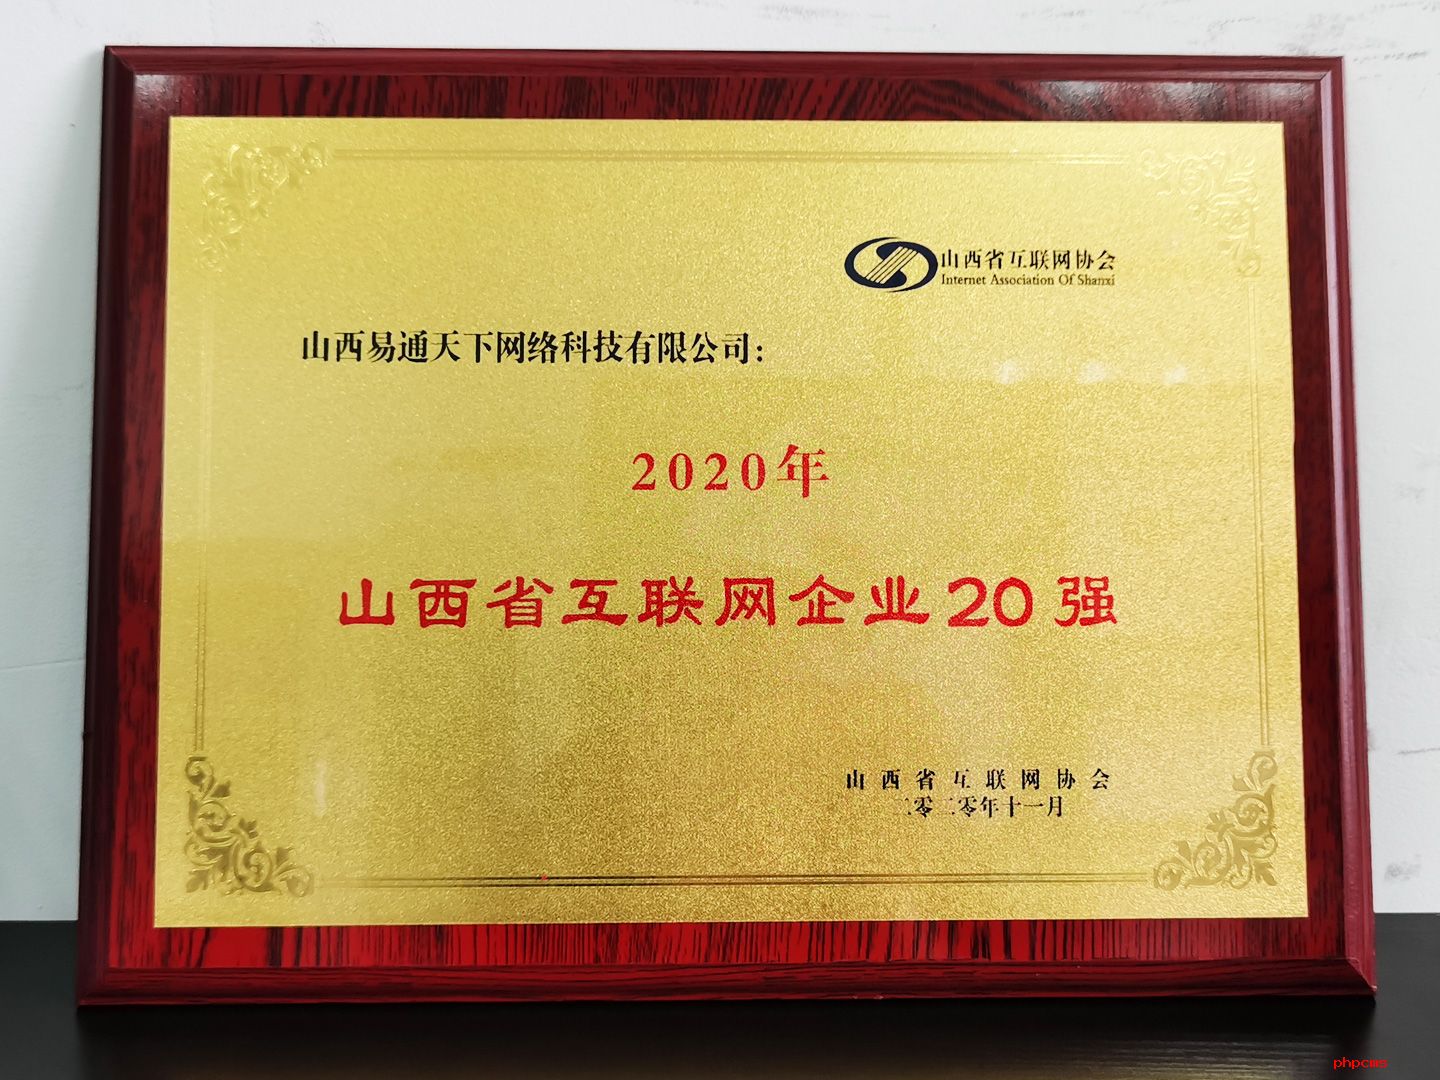 山西省互联网协会
Internet Association Of Shanxi
山西易通天下网络科技有限公司：
2020年
山西省互联网企业20强
山西省互联网协会
二零二零年十一月
phpcms